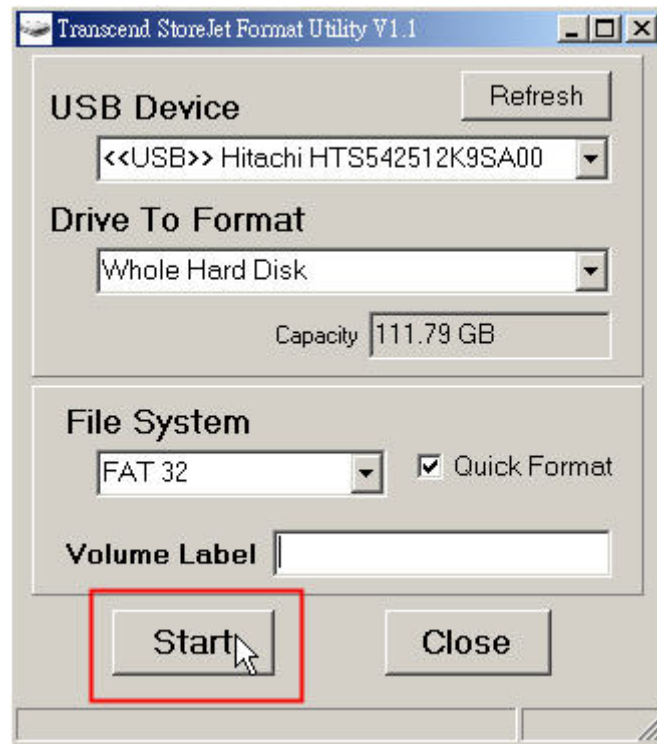 Transcend StoreJet Format Utility V1.1
USB Device
Refresh
<<USB>> Hitachi HTS542512K9SA00
Drive To Format
Whole Hard Disk
Capacity 111.79 GB
File System
FAT 32
Quick Format
Volume Label
Start
Close